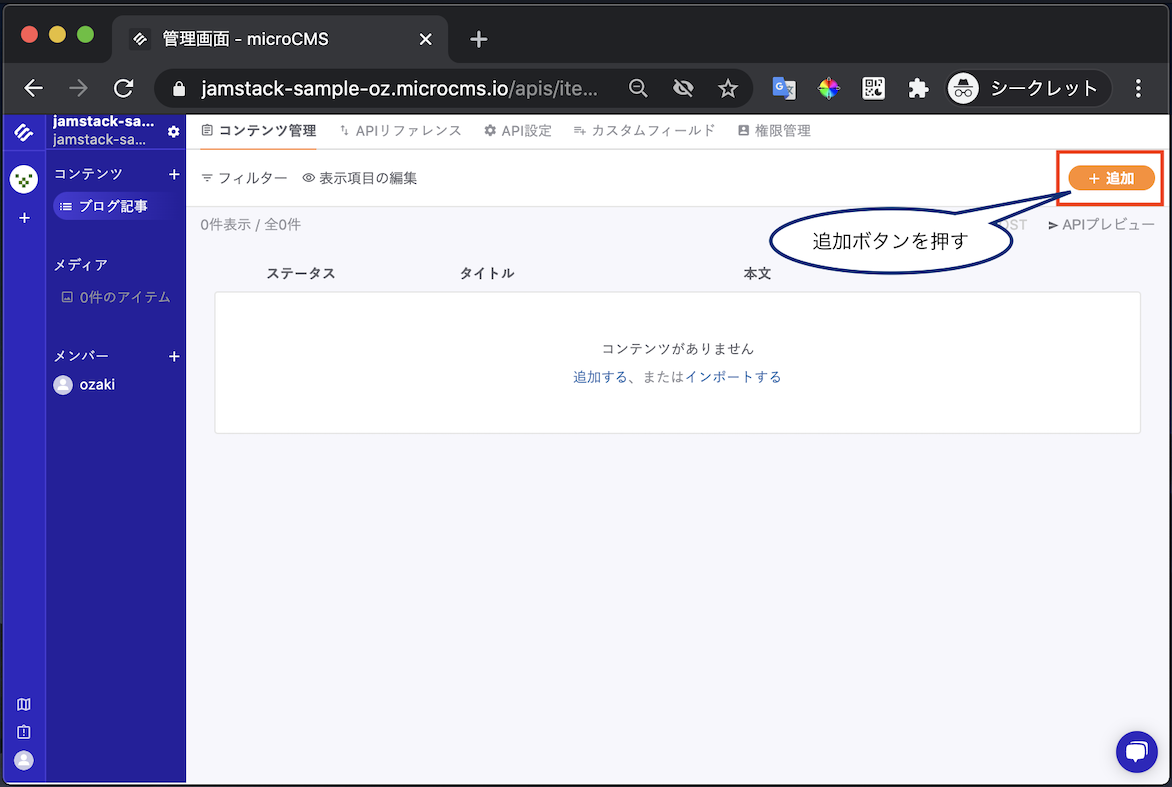 管理画面 - microCMS
jamstack-sample-oz.microcms.io/apis/ite...
シークレット
jamstack-sa...
jamstack-sa...
コンテンツ
ブログ記事
メディア
0件のアイテム
メンバー
ozaki
コンテンツ管理
APIリファレンス
API設定
カスタムフィールド
権限管理
フィルター
表示項目の編集
+ 追加
0件表示 / 全0件
APIプレビュー
追加ボタンを押す
ステータス
タイトル
本文
コンテンツがありません
追加する、またはインポートする